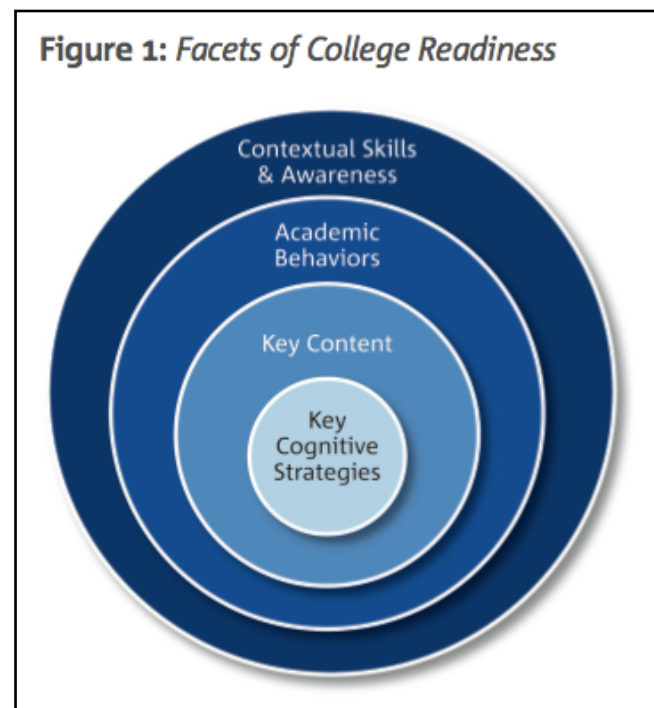 Figure 1: Facets of College Readiness
Contextual Skills
& Awareness
Academic
Behaviors
Key Content
Key
Cognitive
Strategies